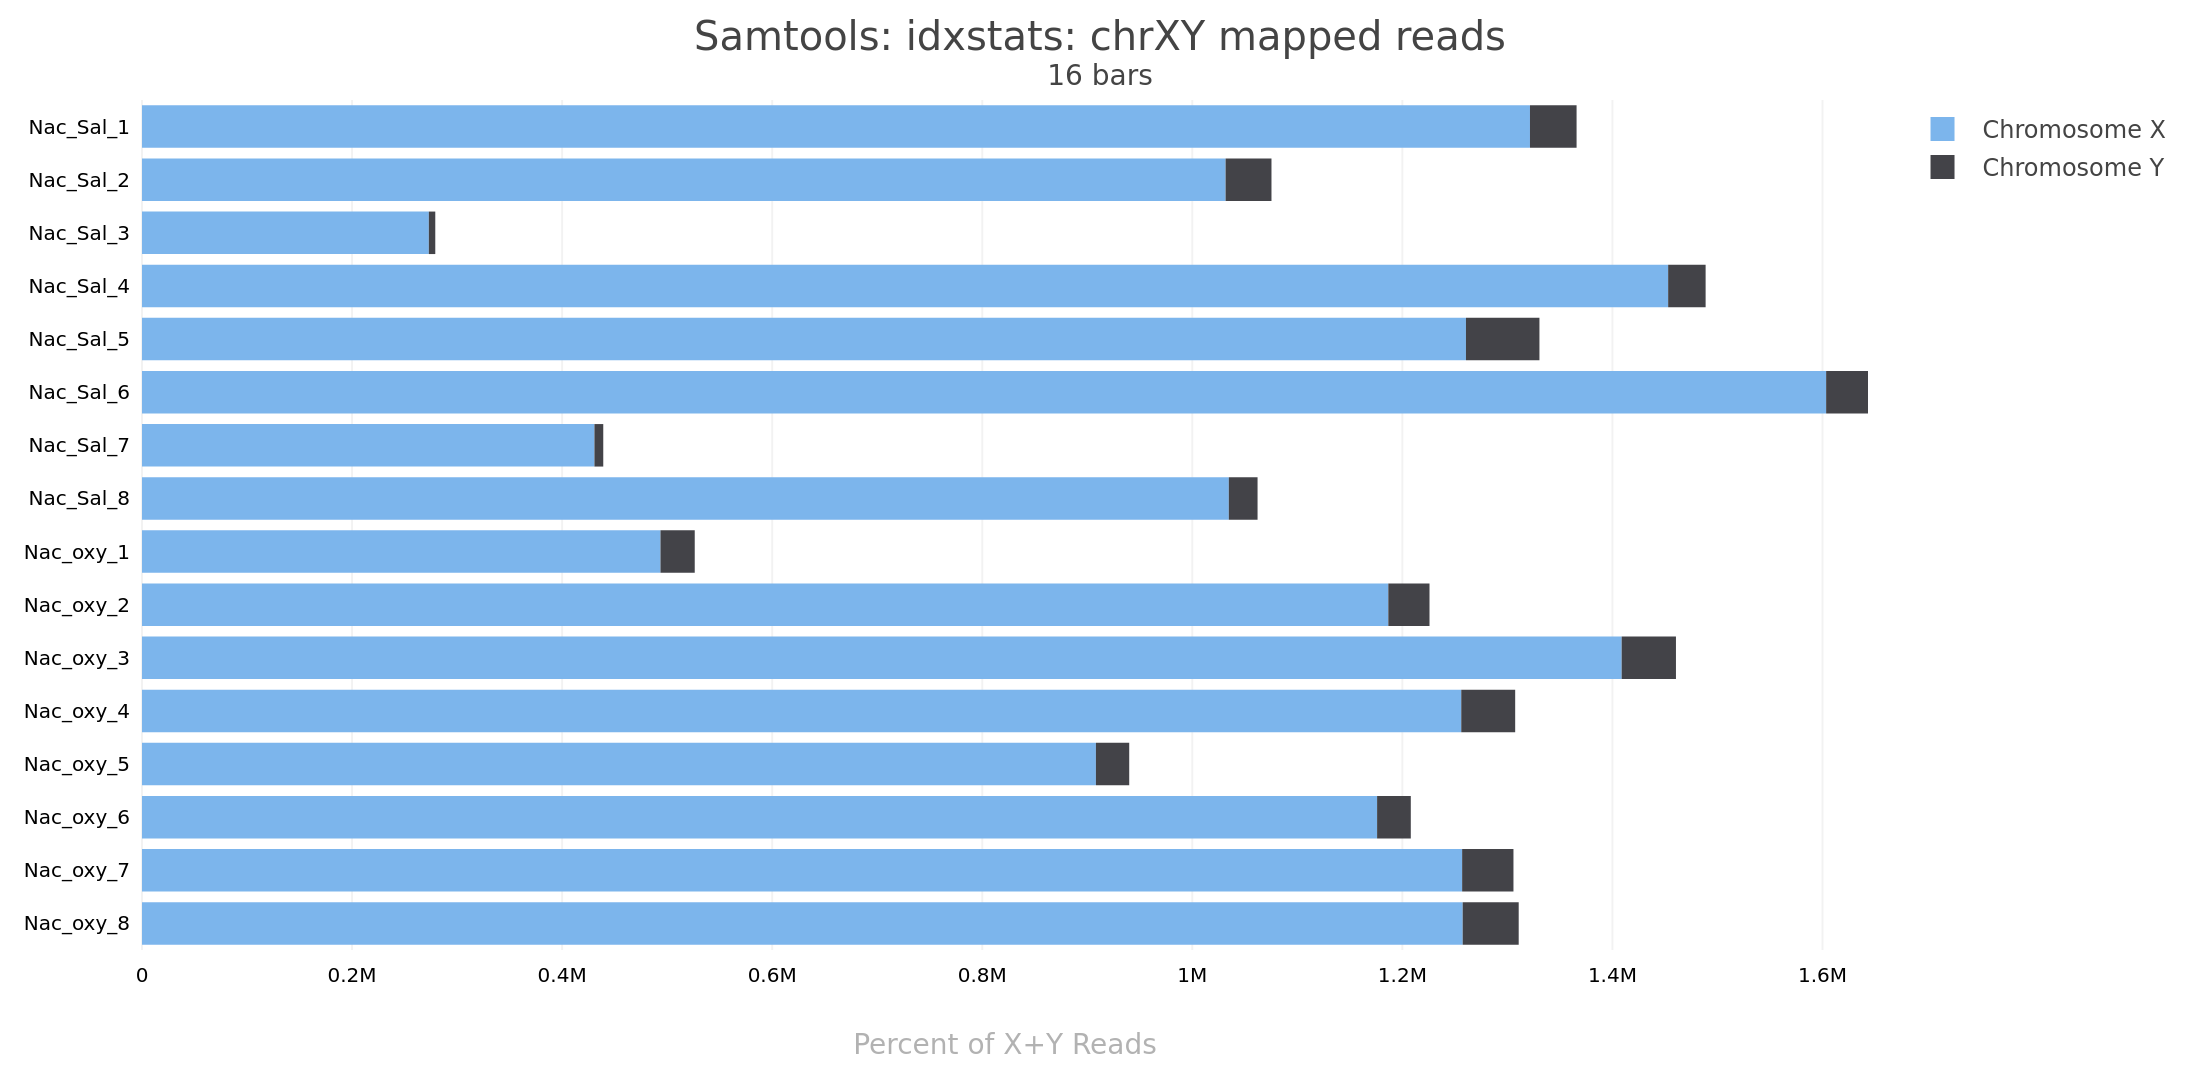 Samtools: idxstats: chrXY mapped reads
16 bars
Nac_Sal_1
Nac_Sal_2
Nac_Sal_3
Nac_Sal_4
Nac_Sal_5
Nac_Sal_6
Nac_Sal_7
Nac_Sal_8
Nac_oxy_1
Nac_oxy_2
Nac_oxy_3
Nac_oxy_4
Nac_oxy_5
Nac_oxy_6
Nac_oxy_7
Nac_oxy_8
0 0.2M 0.4M 0.6M 0.8M 1M 1.2M 1.4M 1.6M
Percent of X+Y Reads
Chromosome X
Chromosome Y